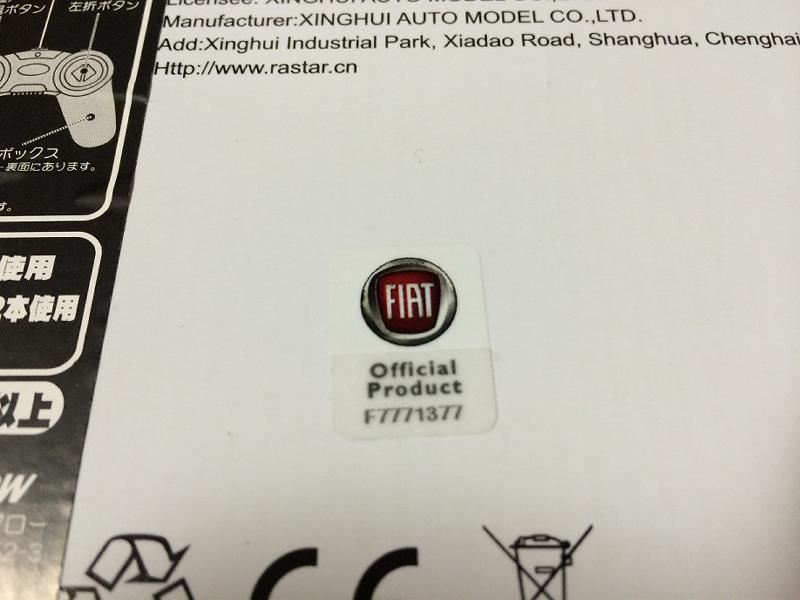 左折ボタン
ボックス
裏面にあります。
す。
使用
2本使用
以上
Manufacturer:XINGHUI AUTO MODEL CO.,LTD.
Add:Xinghui Industrial Park, Xiadao Road, Shanghua, Chenghai
Http://www.rastar.cn
FIAT
Official
Product
F7771377
CE